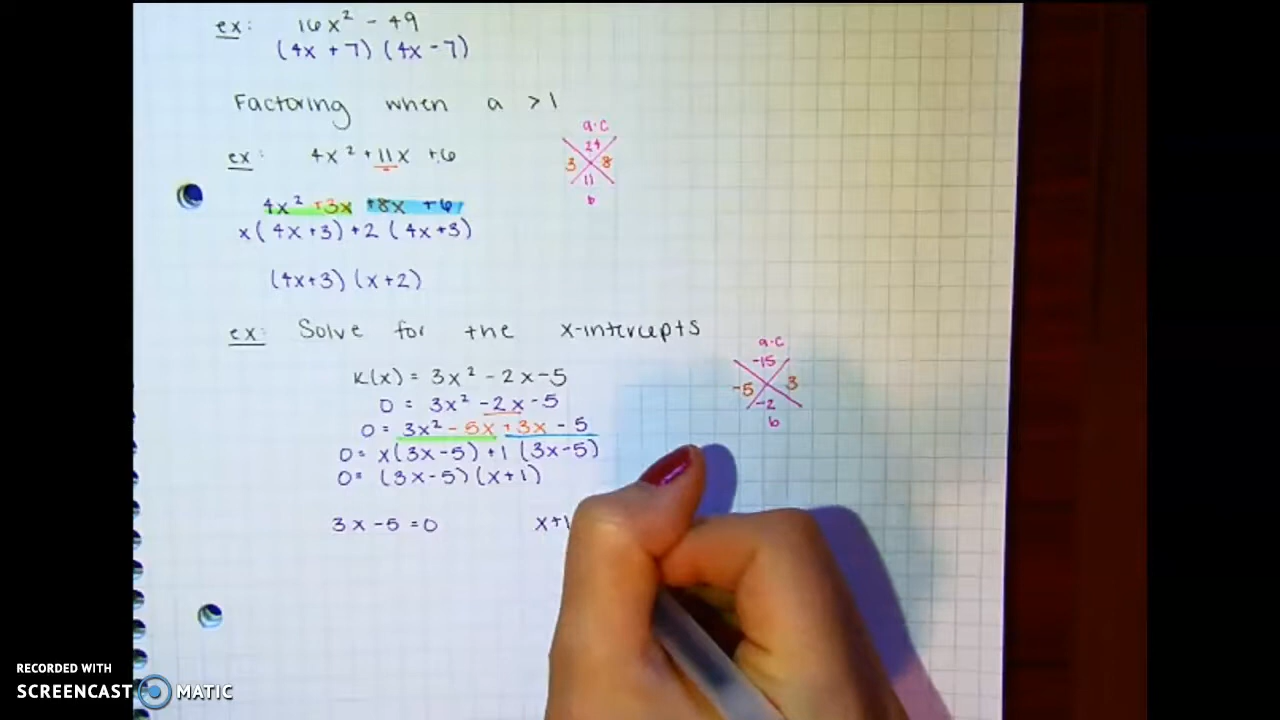 ex: 16x² - 49
(4x + 7) (4x - 7)
Factoring when a > 1
ex: 4x² + 11x + 6
a·c
24
3 8
11
b
4x² + 3x + 8x + 6
x(4x+3) + 2(4x+3)
(4x+3)(x+2)
ex: Solve for the x-intercepts
a·c
-15
-5 3
-2
b
K(x) = 3x² - 2x - 5
0 = 3x² - 2x - 5
0 = 3x² - 5x + 3x - 5
0 = x(3x-5) + 1(3x-5)
0 = (3x-5)(x+1)
3x - 5 = 0 x+1
RECORDED WITH
SCREENCAST MATIC